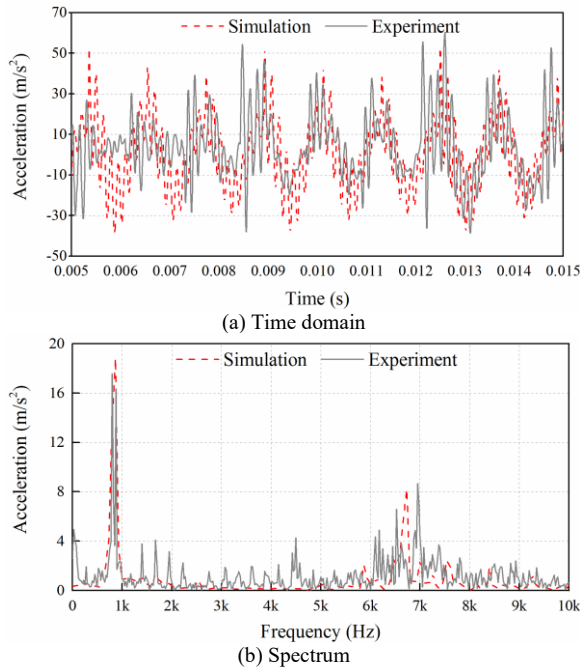 Simulation Experiment
Acceleration (m/s²)
70
50
30
10
-10
-30
-50
0.005 0.006 0.007 0.008 0.009 0.010 0.011 0.012 0.013 0.014 0.015
Time (s)
(a) Time domain
Simulation Experiment
Acceleration (m/s²)
20
16
12
8
4
0
0 1k 2k 3k 4k 5k 6k 7k 8k 9k 10k
Frequency (Hz)
(b) Spectrum